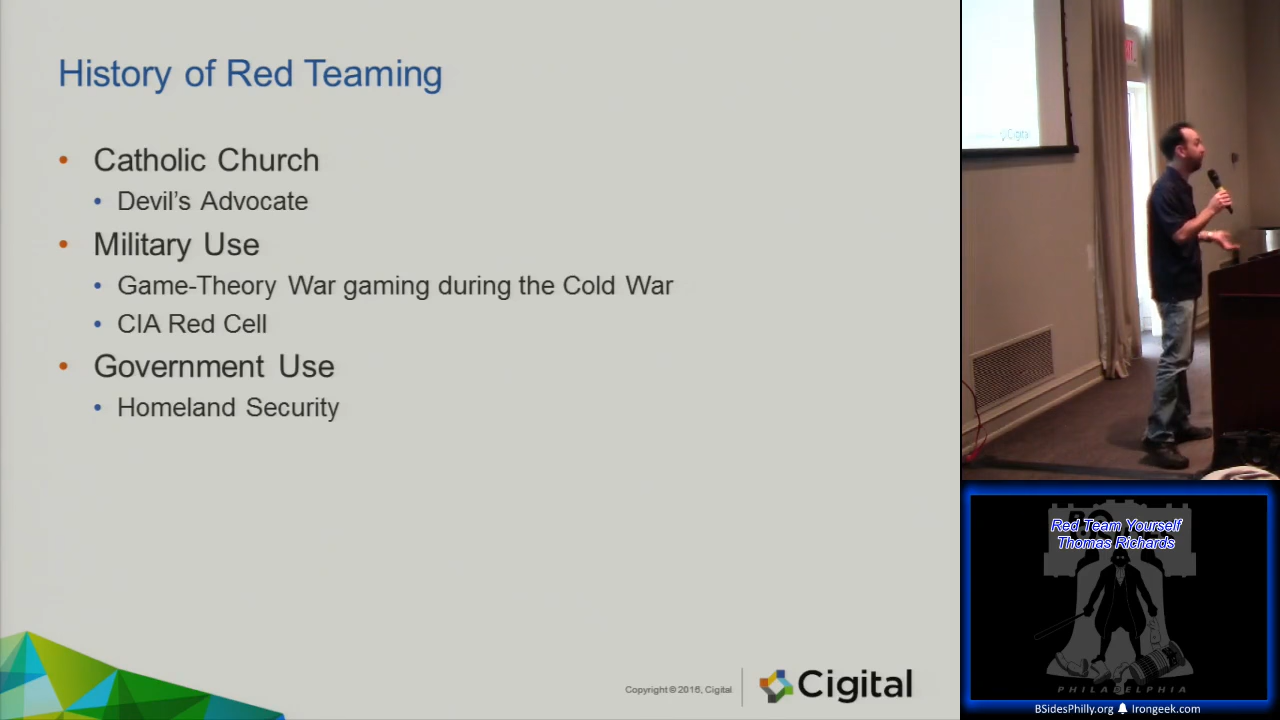 History of Red Teaming
• Catholic Church
• Devil's Advocate
• Military Use
• Game-Theory War gaming during the Cold War
• CIA Red Cell
• Government Use
• Homeland Security
Copyright © 2016, Cigital
Cigital
Cigital
Red Team Yourself
Thomas Richards
PHILADELPHIA
BSidesPhilly.org
Irongeek.com